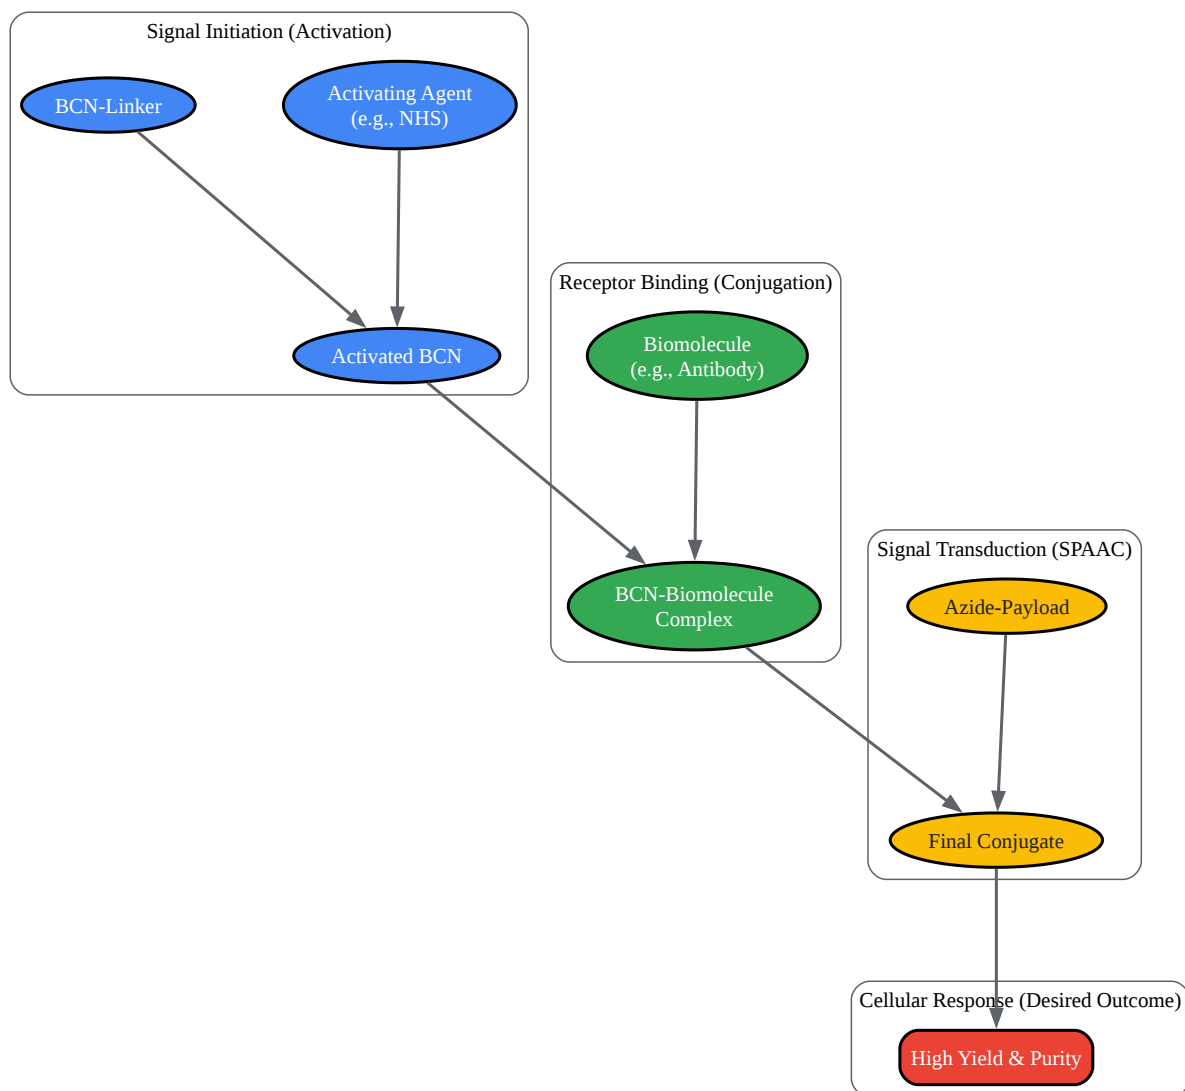 Signal Initiation (Activation)
BCN-Linker
Activating Agent
(e.g., NHS)
Activated BCN
Receptor Binding (Conjugation)
Biomolecule
(e.g., Antibody)
BCN-Biomolecule
Complex
Signal Transduction (SPAAC)
Azide-Payload
Final Conjugate
Cellular Response (Desired Outcome)
High Yield & Purity